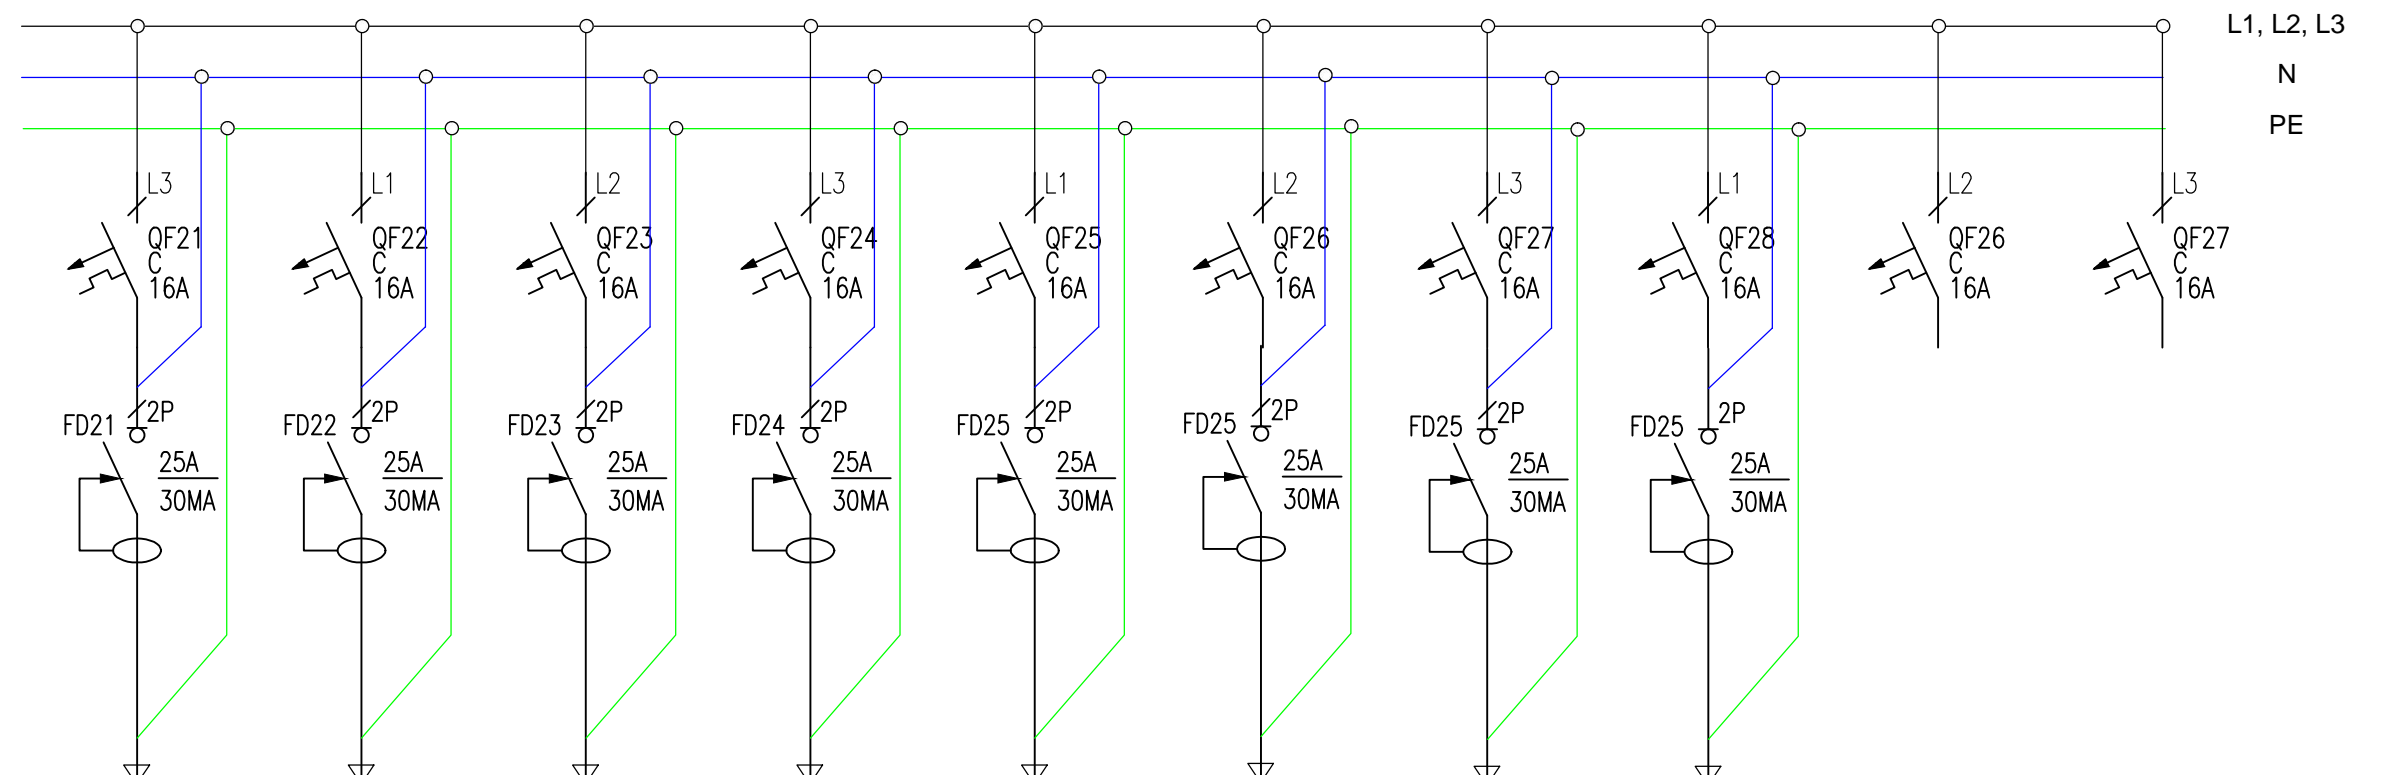 L1, L2, L3
N
PE
L3 L1 L2 L3 L1 L2 L3 L1 L2 L3
QF21 QF22 QF23 QF24 QF25 QF26 QF27 QF28 QF26 QF27
C C C C C C C C C C
16A 16A 16A 16A 16A 16A 16A 16A 16A 16A
2P 2P 2P 2P 2P 2P 2P 2P
FD21 FD22 FD23 FD24 FD25 FD25 FD25 FD25
25A 25A 25A 25A 25A 25A 25A 25A
30MA 30MA 30MA 30MA 30MA 30MA 30MA 30MA